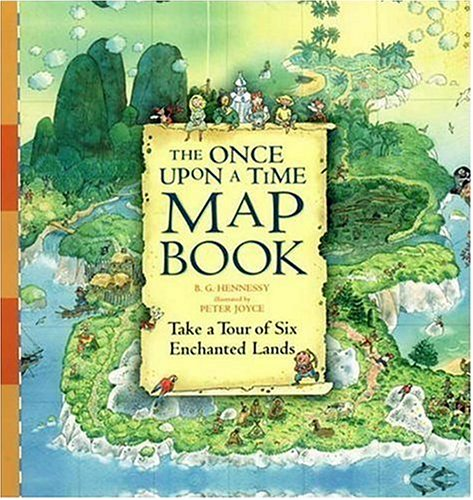 THE ONCE
UPON A TIME
MAP
BOOK
B. G. HENNESSY
illustrated by
PETER JOYCE
Take a Tour of Six
Enchanted Lands